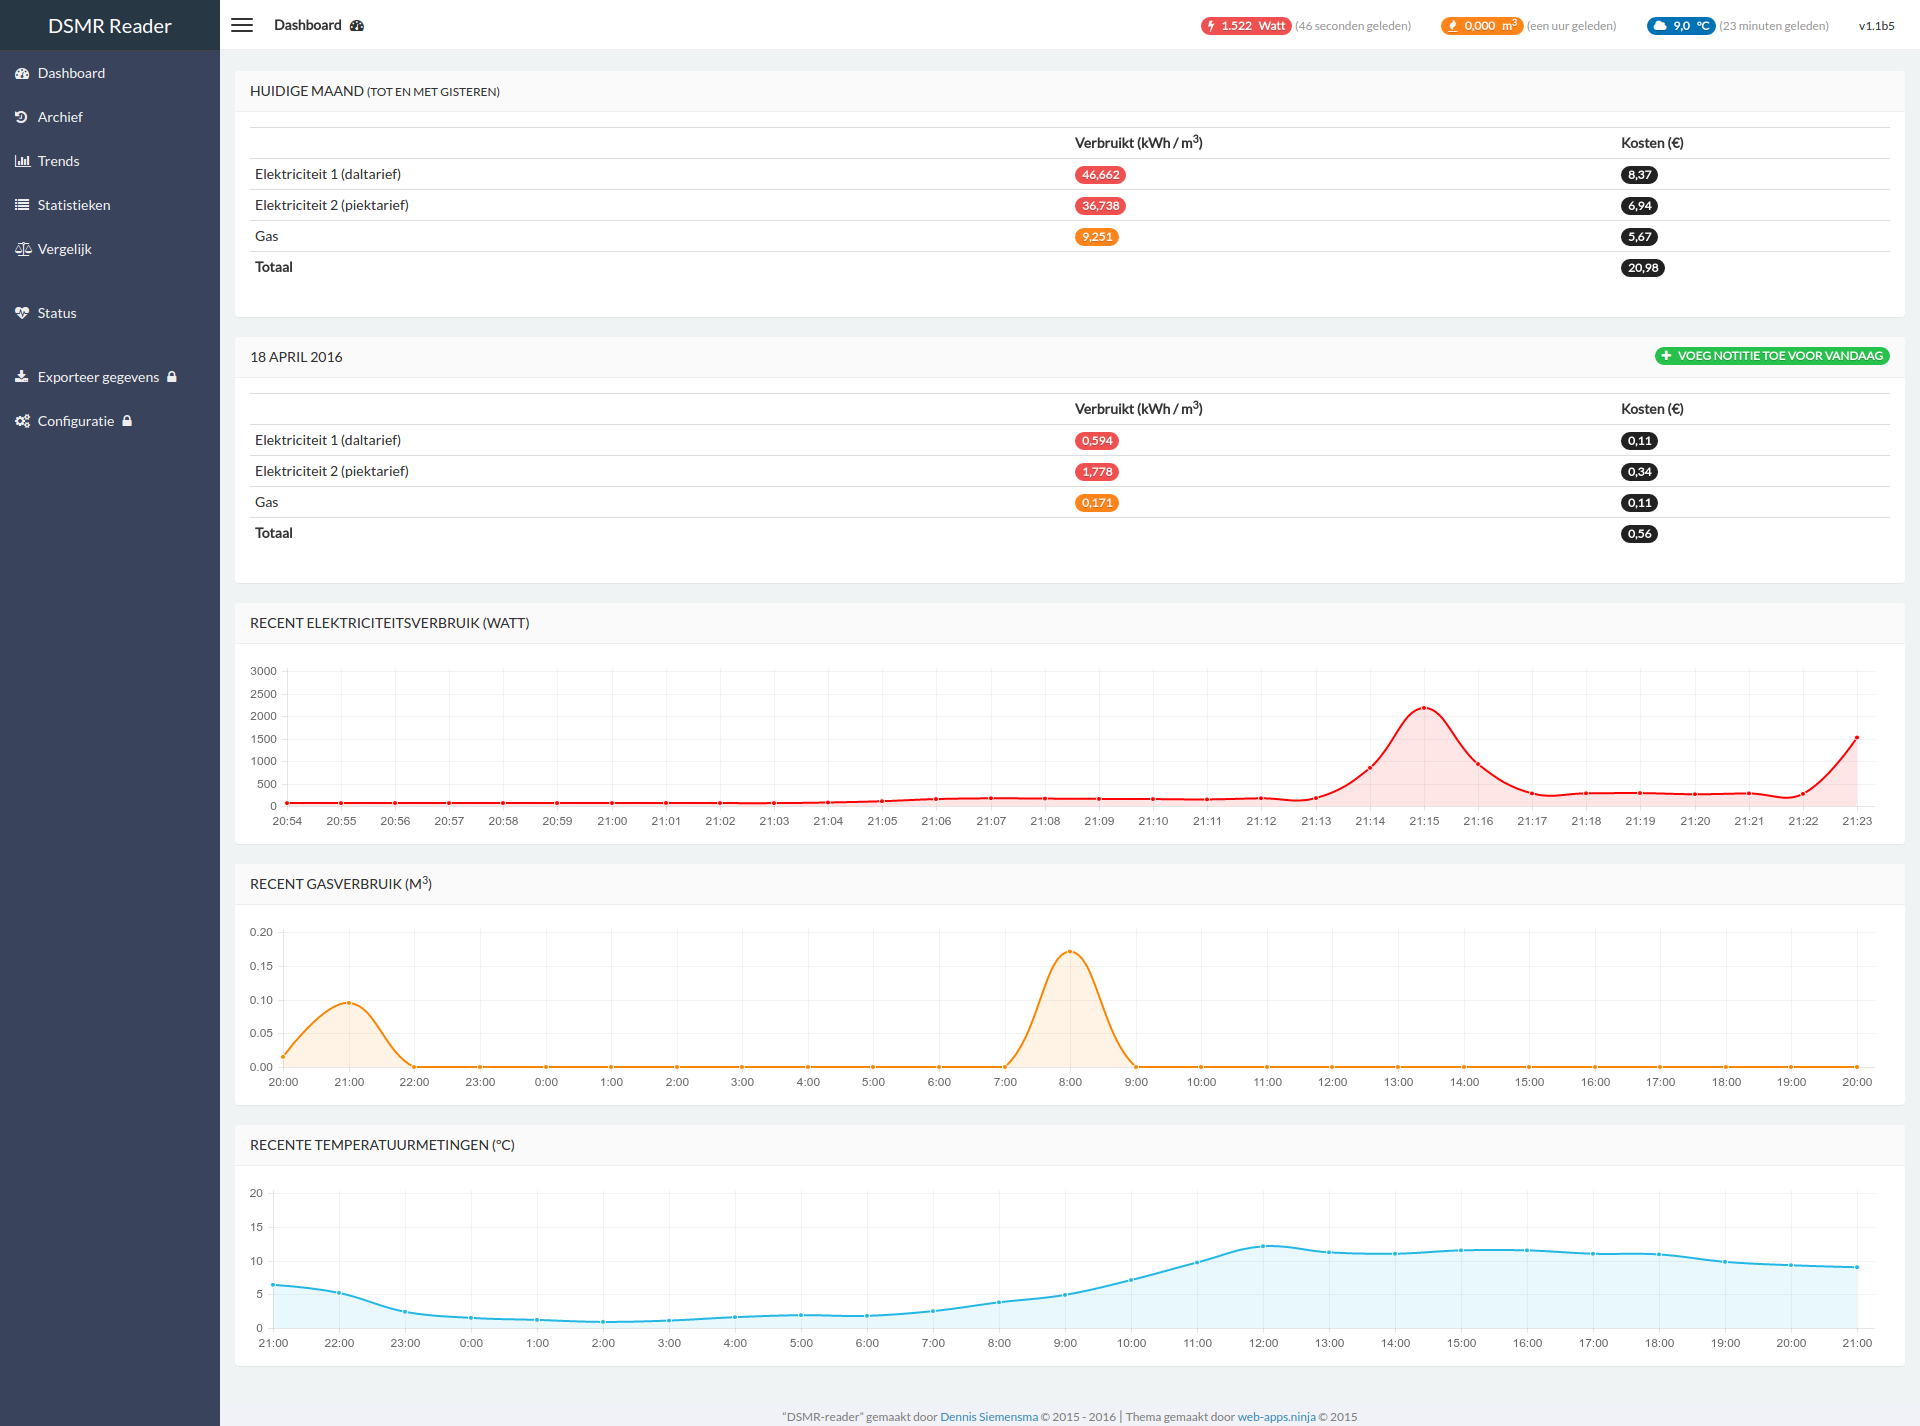 DSMR Reader
Dashboard
Archief
Trends
Statistieken
Vergelijk
Status
Exporteer gegevens
Configuratie
Dashboard
1.522 Watt (46 seconden geleden)
0,000 m³ (een uur geleden)
9,0 °C (23 minuten geleden)
v1.1b5
HUIDIGE MAAND (TOT EN MET GISTEREN)
Verbruikt (kWh / m³) Kosten (€)
Elektriciteit 1 (daltarief) 46,662 8,37
Elektriciteit 2 (piektarief) 36,738 6,94
Gas 9,251 5,67
Totaal 20,98
18 APRIL 2016
VOEG NOTITIE TOE VOOR VANDAAG
Verbruikt (kWh / m³) Kosten (€)
Elektriciteit 1 (daltarief) 0,594 0,11
Elektriciteit 2 (piektarief) 1,778 0,34
Gas 0,171 0,11
Totaal 0,56
RECENT ELEKTRICITEITSVERBRUIK (WATT)
3000
2500
2000
1500
1000
500
0
20:54 20:55 20:56 20:57 20:58 20:59 21:00 21:01 21:02 21:03 21:04 21:05 21:06 21:07 21:08 21:09 21:10 21:11 21:12 21:13 21:14 21:15 21:16 21:17 21:18 21:19 21:20 21:21 21:22 21:23
RECENT GASVERBRUIK (M³)
0.20
0.15
0.10
0.05
0.00
20:00 21:00 22:00 23:00 0:00 1:00 2:00 3:00 4:00 5:00 6:00 7:00 8:00 9:00 10:00 11:00 12:00 13:00 14:00 15:00 16:00 17:00 18:00 19:00 20:00
RECENTE TEMPERATUURMETINGEN (°C)
20
15
10
5
0
21:00 22:00 23:00 0:00 1:00 2:00 3:00 4:00 5:00 6:00 7:00 8:00 9:00 10:00 11:00 12:00 13:00 14:00 15:00 16:00 17:00 18:00 19:00 20:00 21:00
"DSMR-reader" gemaakt door Dennis Siemensma © 2015 - 2016 | Thema gemaakt door web-apps.ninja © 2015